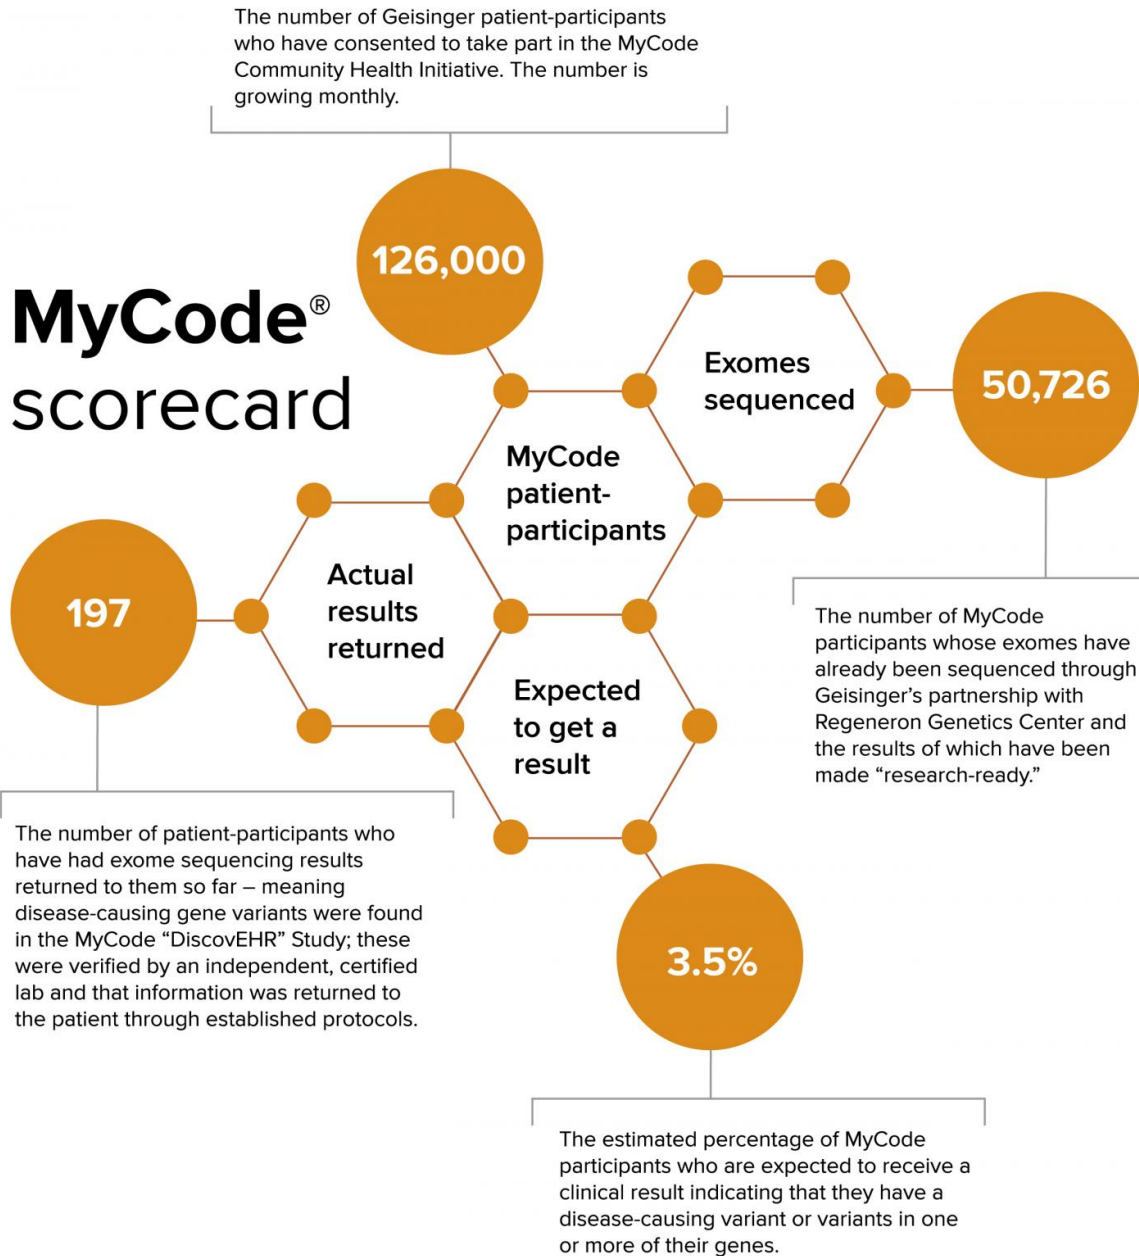 The number of Geisinger patient-participants
who have consented to take part in the MyCode
Community Health Initiative. The number is
growing monthly.
126,000
MyCode®
scorecard
Exomes
sequenced
50,726
MyCode
patient-
participants
Actual
results
returned
197
Expected
to get a
result
The number of MyCode
participants whose exomes have
already been sequenced through
Geisinger’s partnership with
Regeneron Genetics Center and
the results of which have been
made “research-ready.”
The number of patient-participants who
have had exome sequencing results
returned to them so far – meaning
disease-causing gene variants were found
in the MyCode “DiscovEHR” Study; these
were verified by an independent, certified
lab and that information was returned to
the patient through established protocols.
3.5%
The estimated percentage of MyCode
participants who are expected to receive a
clinical result indicating that they have a
disease-causing variant or variants in one
or more of their genes.